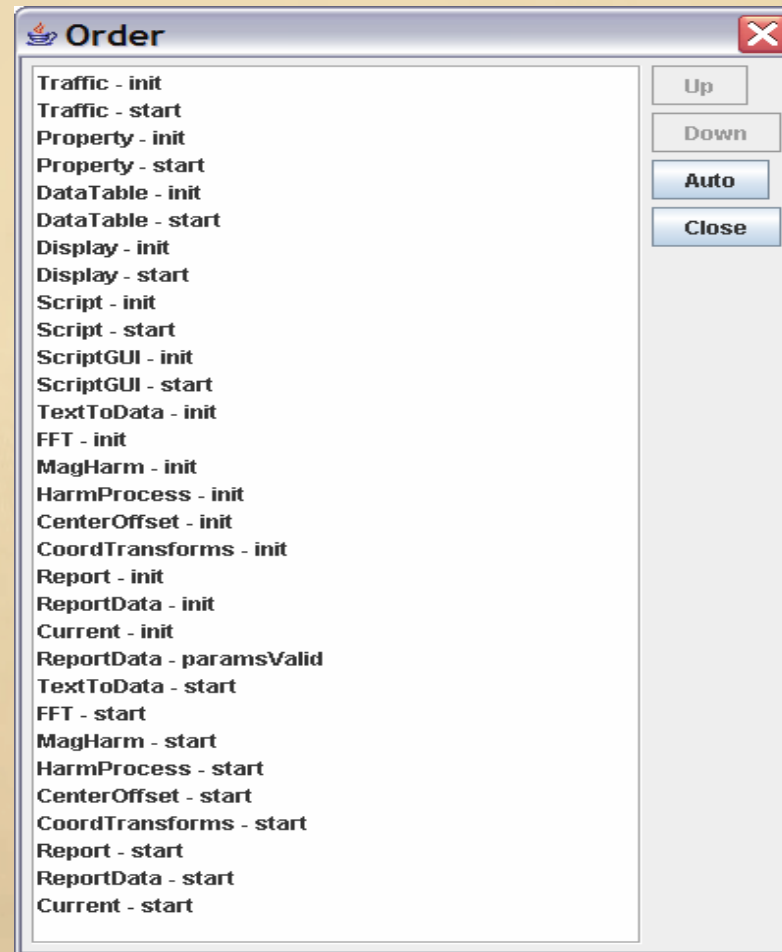 Order
Traffic - init
Traffic - start
Property - init
Property - start
DataTable - init
DataTable - start
Display - init
Display - start
Script - init
Script - start
ScriptGUI - init
ScriptGUI - start
TextToData - init
FFT - init
MagHarm - init
HarmProcess - init
CenterOffset - init
CoordTransforms - init
Report - init
ReportData - init
Current - init
ReportData - paramsValid
TextToData - start
FFT - start
MagHarm - start
HarmProcess - start
CenterOffset - start
CoordTransforms - start
Report - start
ReportData - start
Current - start
Up
Down
Auto
Close